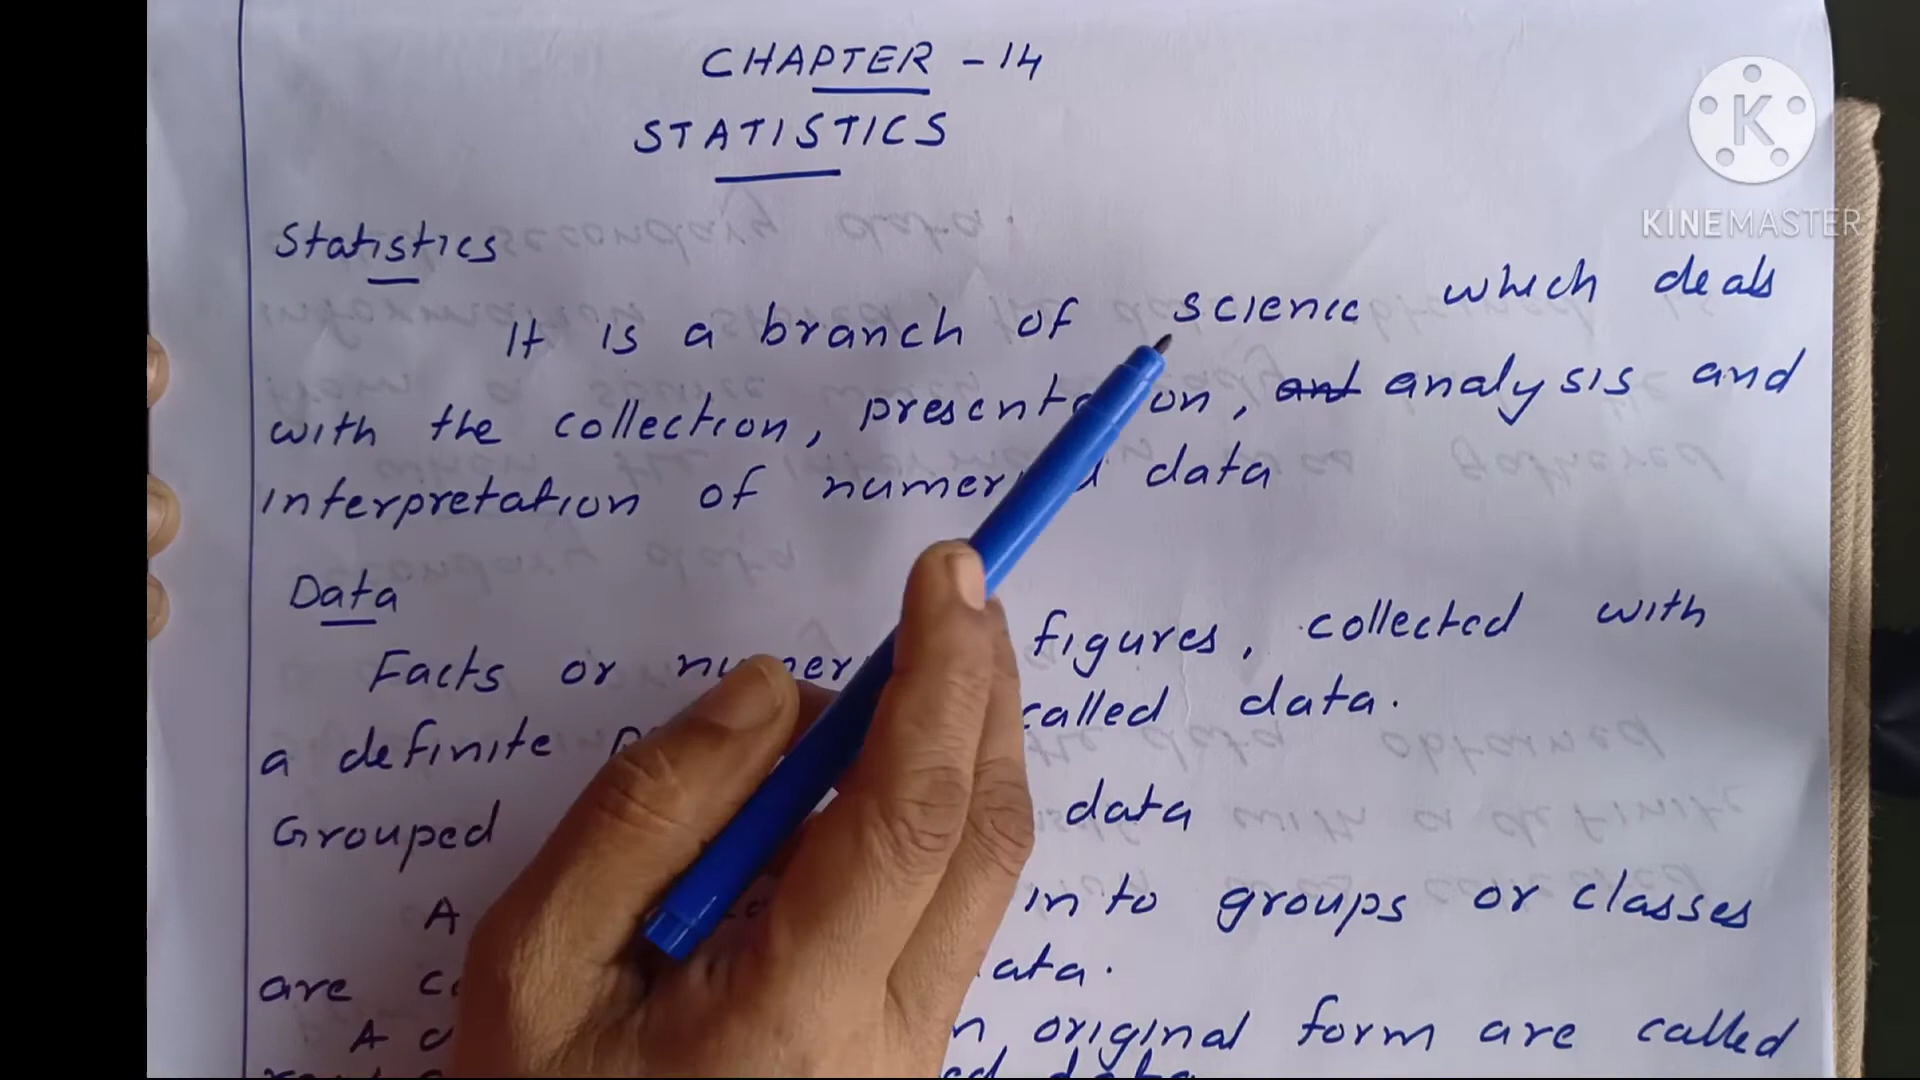 CHAPTER - 14
STATISTICS
KINEMASTER
Statistics
It is a branch of science which deals
with the collection, presentation, and analysis and
interpretation of data
Data
Facts or figures, collected with
a definite called data.
Grouped data
A into groups or classes
are data.
A original form are called
data